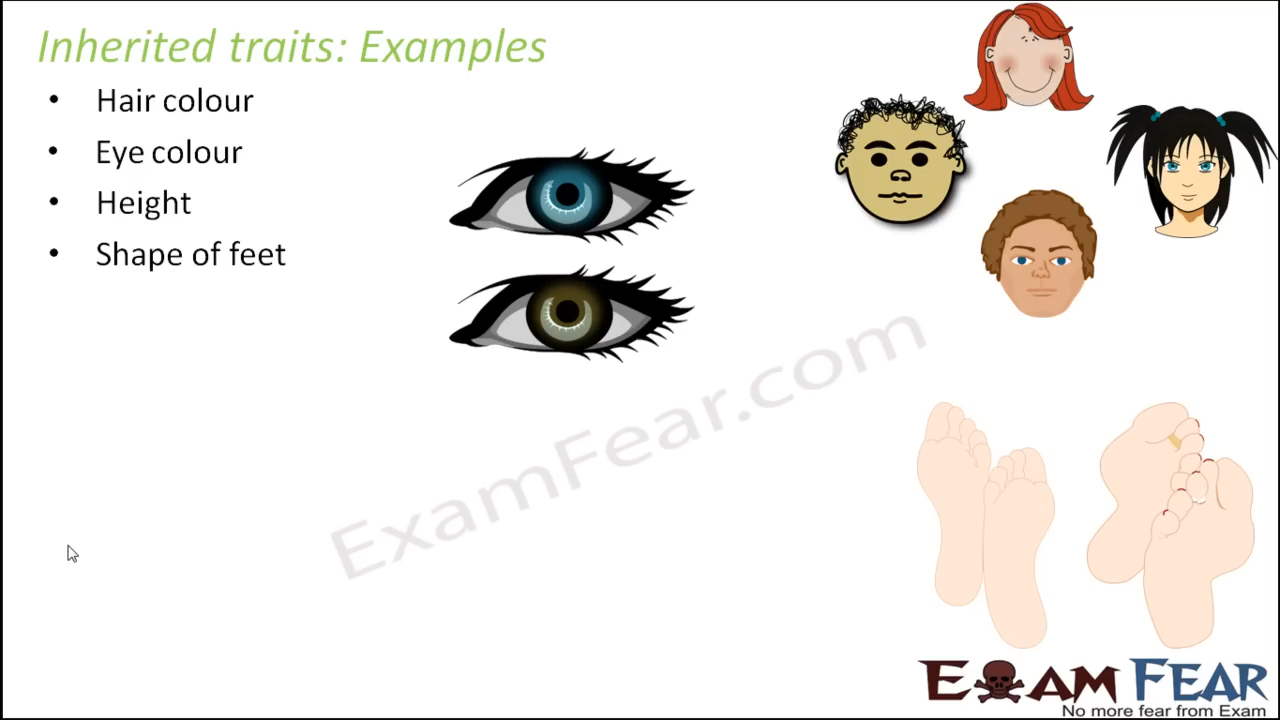 Inherited traits: Examples
• Hair colour
• Eye colour
• Height
• Shape of feet
ExamFear.com
EXAM FEAR
No more fear from Exam